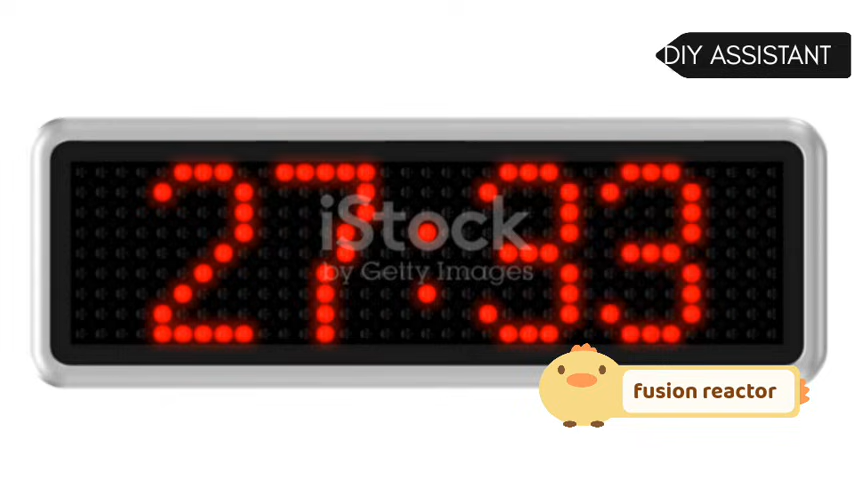 DIY ASSISTANT
27:33
iStock
by Getty Images
fusion reactor